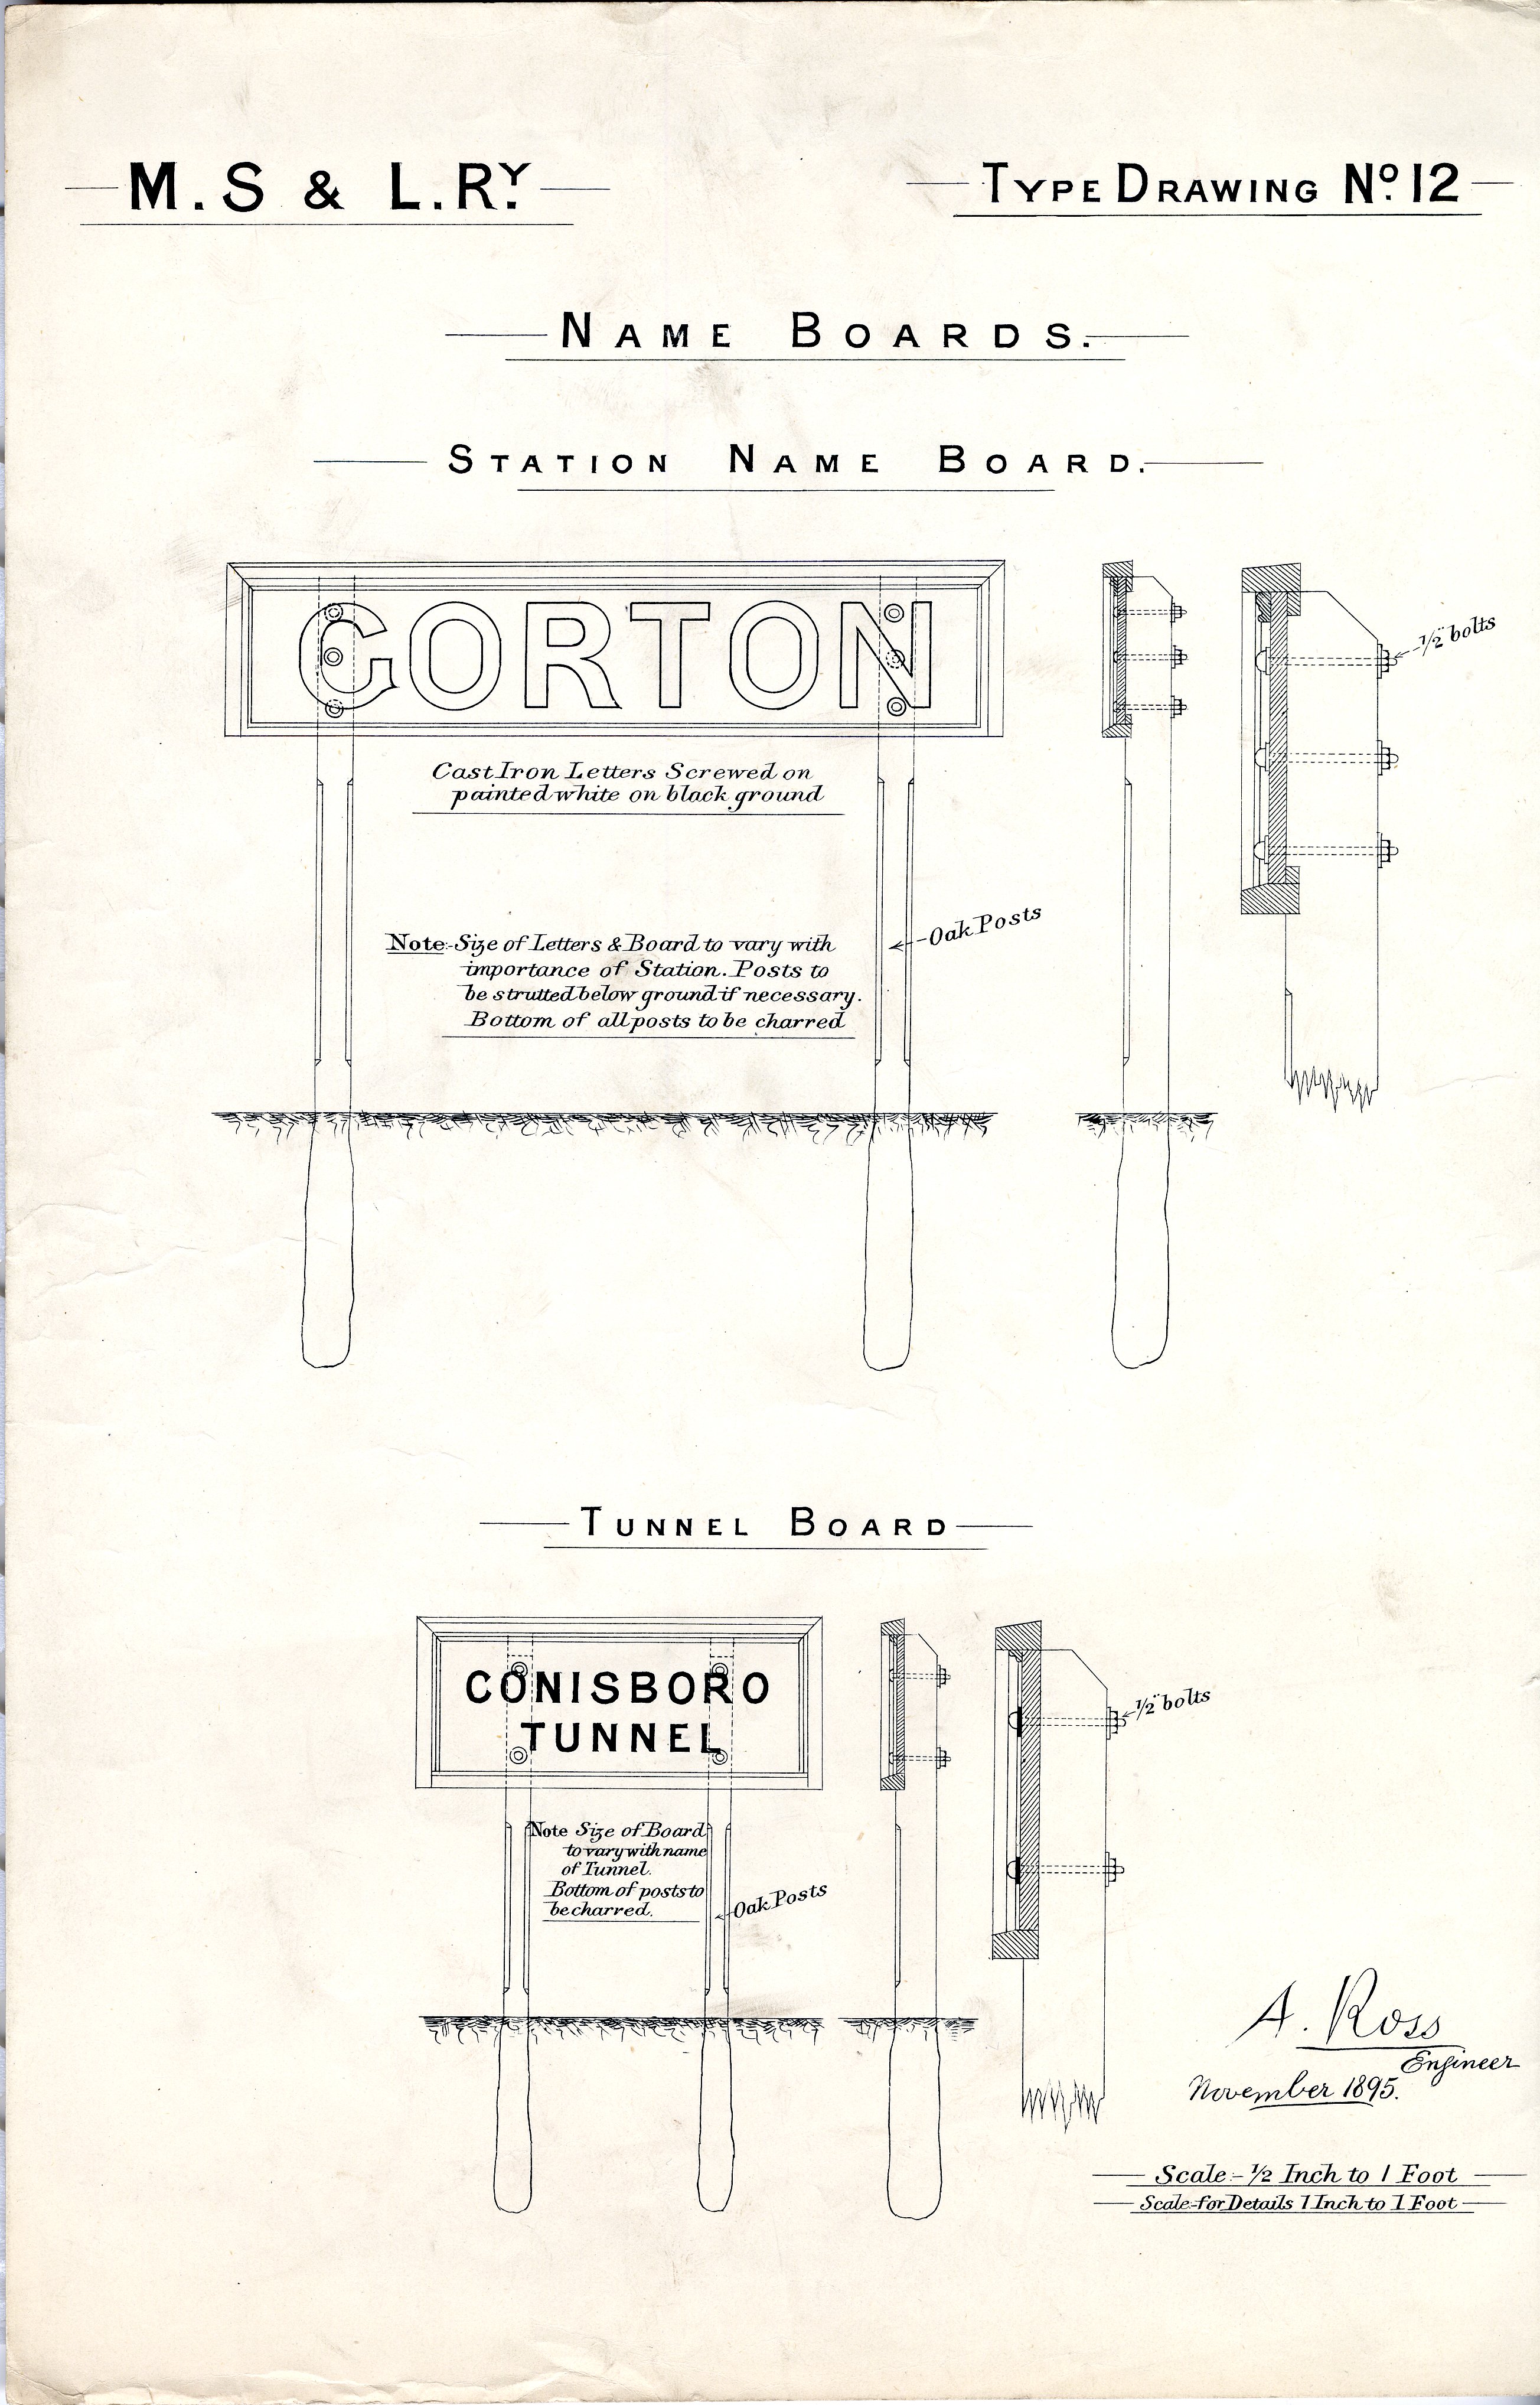 M. S & L. RY.
TYPE DRAWING No. 12
NAME BOARDS.
STATION NAME BOARD.
GORTON
1/2" bolts
Cast Iron Letters Screwed on
painted white on black ground
Oak Posts
Note:- Size of Letters & Board to vary with
importance of Station. Posts to
be strutted below ground if necessary.
Bottom of all posts to be charred
TUNNEL BOARD
CONISBORO
TUNNEL
1/2" bolts
Note Size of Board
to vary with name
of Tunnel.
Bottom of posts to
be charred.
Oak Posts
A. Ross
Engineer
November 1895.
Scale:- 1/2 Inch to 1 Foot
Scale for Details 1 Inch to 1 Foot